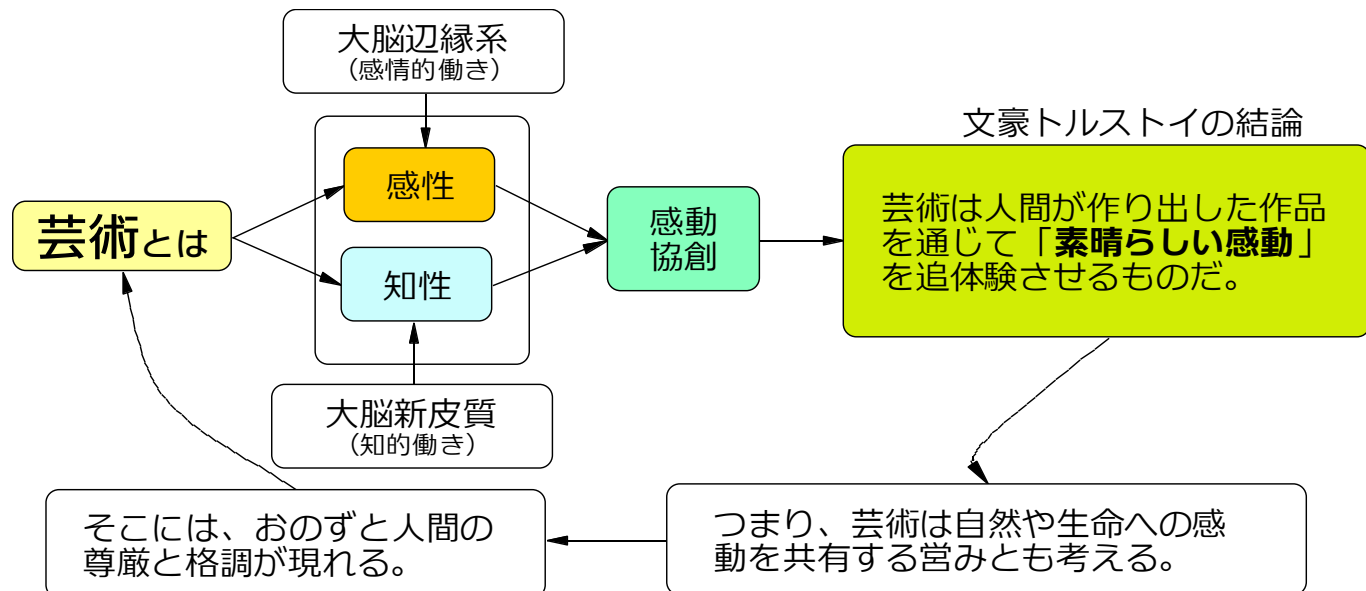 大脳辺縁系
(感情的働き)
文豪トルストイの結論
感性
芸術とは
知性
感動
協創
芸術は人間が作り出した作品
を通じて「素晴らしい感動」
を追体験させるものだ。
大脳新皮質
(知的働き)
つまり、芸術は自然や生命への感
動を共有する営みとも考える。
そこには、おのずと人間の
尊厳と格調が現れる。